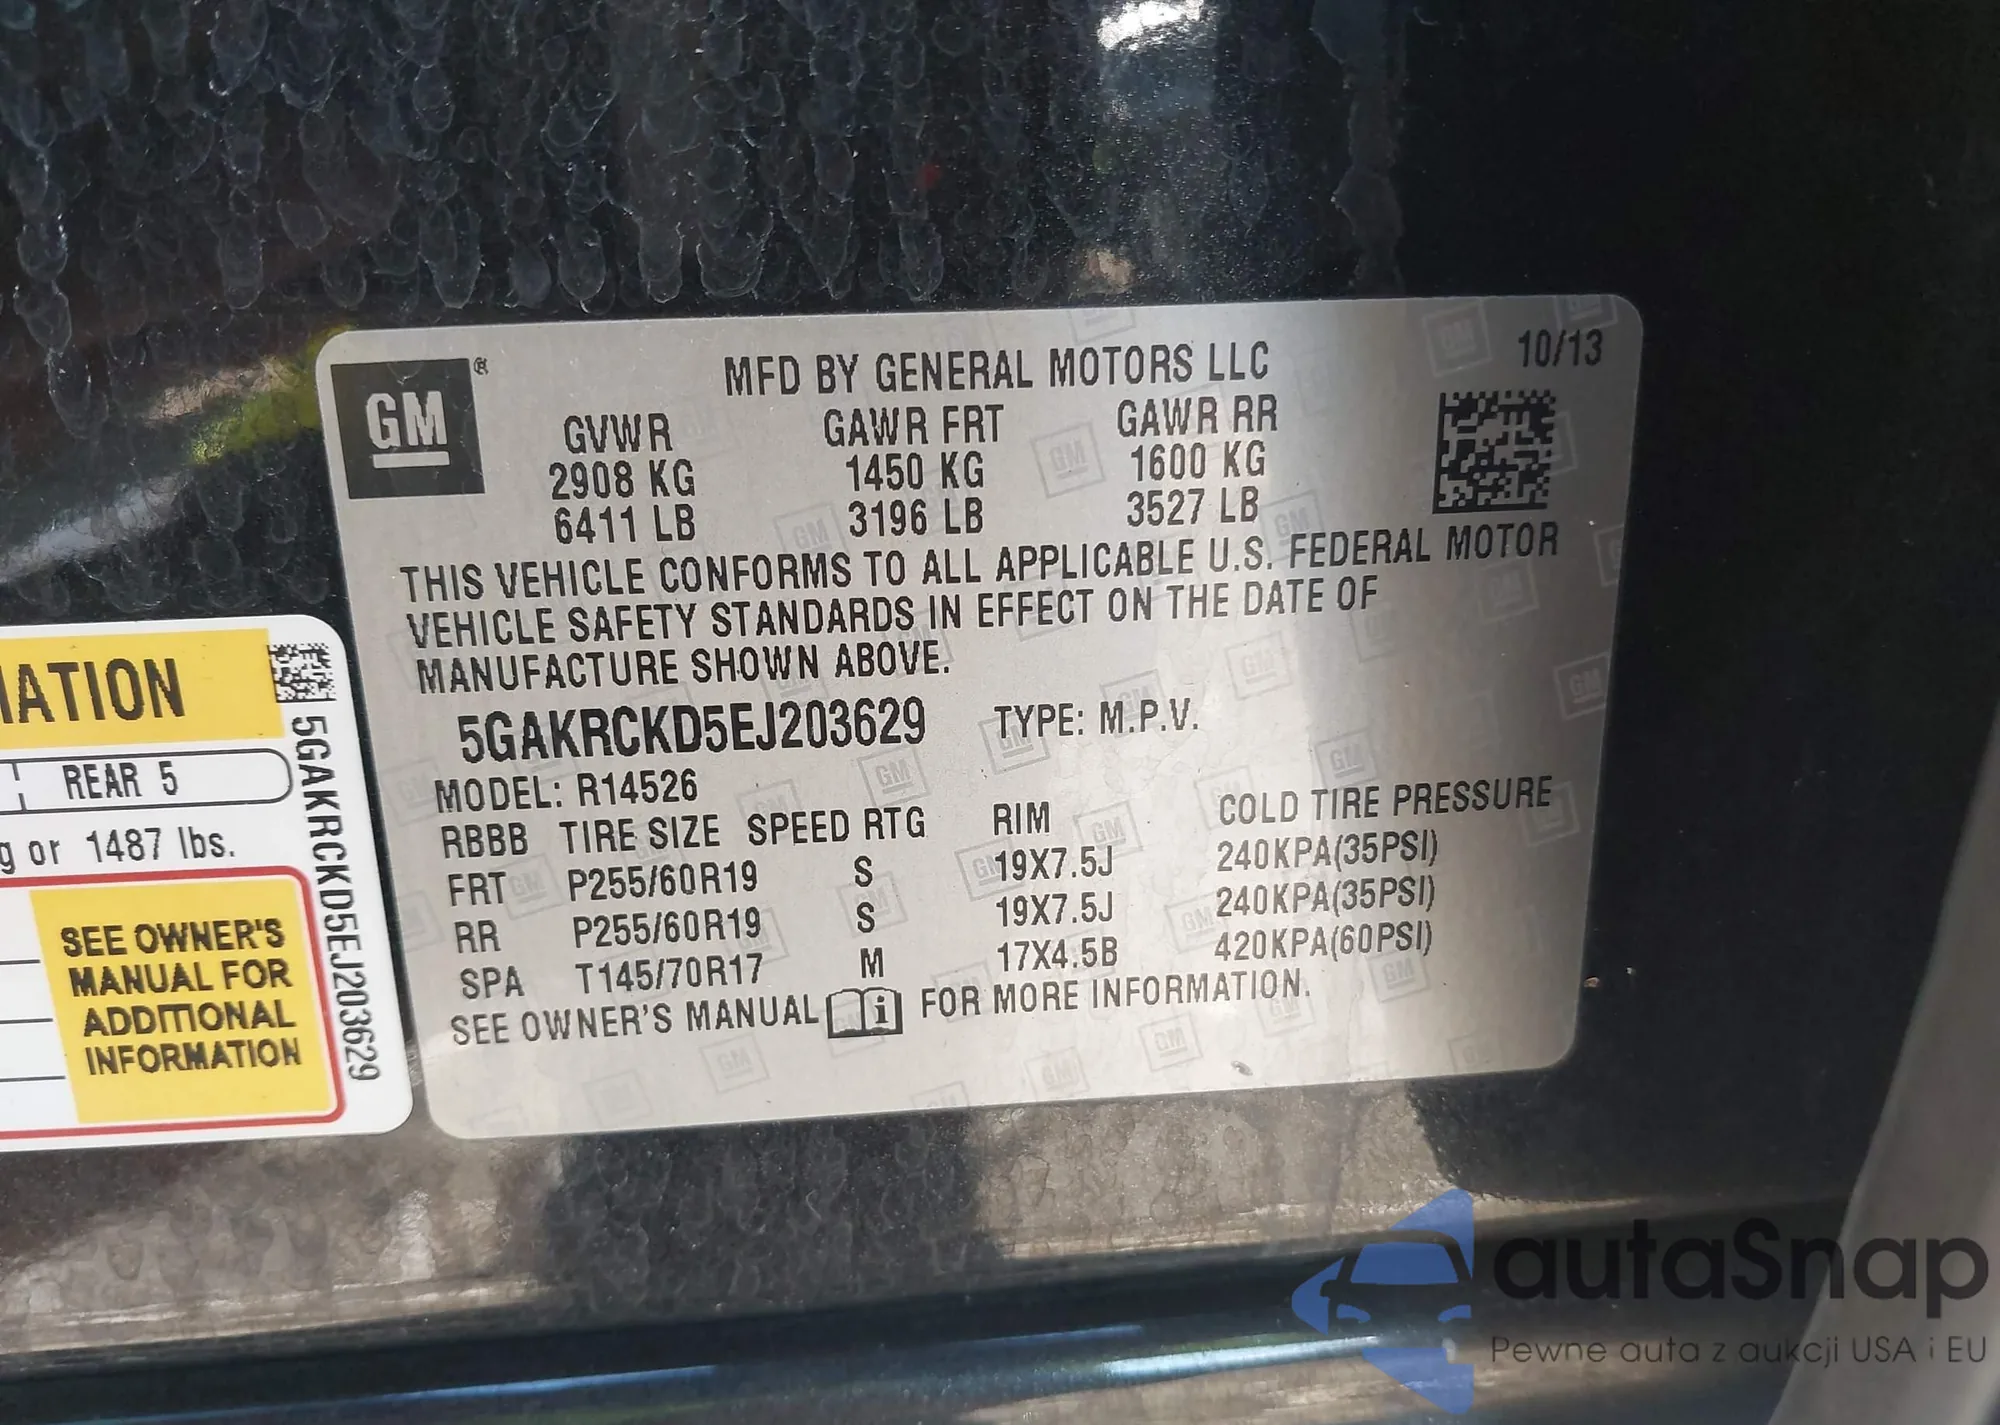 GM®
MFD BY GENERAL MOTORS LLC
10/13
GVWR GAWR FRT GAWR RR
2908 KG 1450 KG 1600 KG
6411 LB 3196 LB 3527 LB
THIS VEHICLE CONFORMS TO ALL APPLICABLE U.S. FEDERAL MOTOR
VEHICLE SAFETY STANDARDS IN EFFECT ON THE DATE OF
MANUFACTURE SHOWN ABOVE.
5GAKRCKD5EJ203629 TYPE: M.P.V.
MODEL: R14526
RBBB TIRE SIZE SPEED RTG RIM COLD TIRE PRESSURE
FRT P255/60R19 S 19X7.5J 240KPA(35PSI)
RR P255/60R19 S 19X7.5J 240KPA(35PSI)
SPA T145/70R17 M 17X4.5B 420KPA(60PSI)
SEE OWNER'S MANUAL i FOR MORE INFORMATION.
IATION
REAR 5
g or 1487 lbs.
SEE OWNER'S
MANUAL FOR
ADDITIONAL
INFORMATION
5GAKRCKD5EJ203629
autaSnap
Pewne auta z aukcji USA i EU